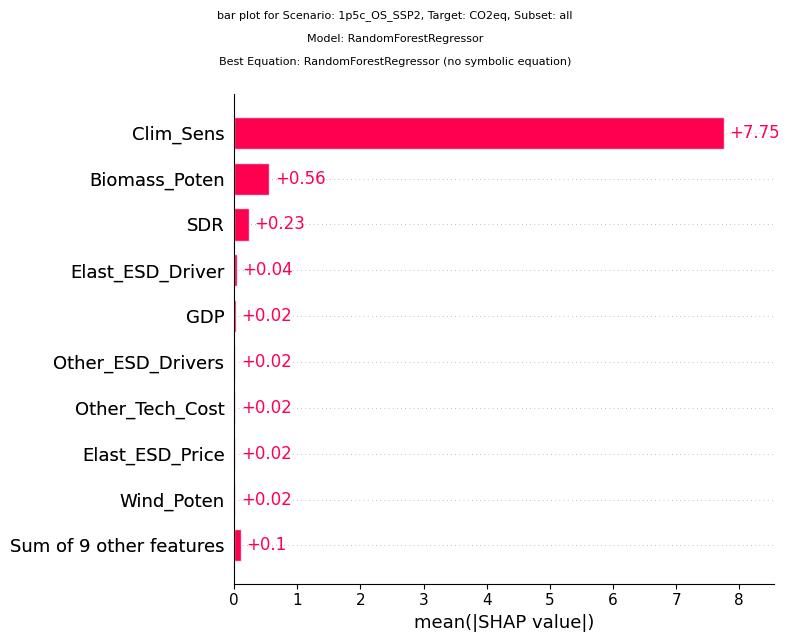 bar plot for Scenario: 1p5c_OS_SSP2, Target: CO2eq, Subset: all
Model: RandomForestRegressor
Best Equation: RandomForestRegressor (no symbolic equation)
Clim_Sens +7.75
Biomass_Poten +0.56
SDR +0.23
Elast_ESD_Driver +0.04
GDP +0.02
Other_ESD_Drivers +0.02
Other_Tech_Cost +0.02
Elast_ESD_Price +0.02
Wind_Poten +0.02
Sum of 9 other features +0.1
0 1 2 3 4 5 6 7 8
mean(|SHAP value|)